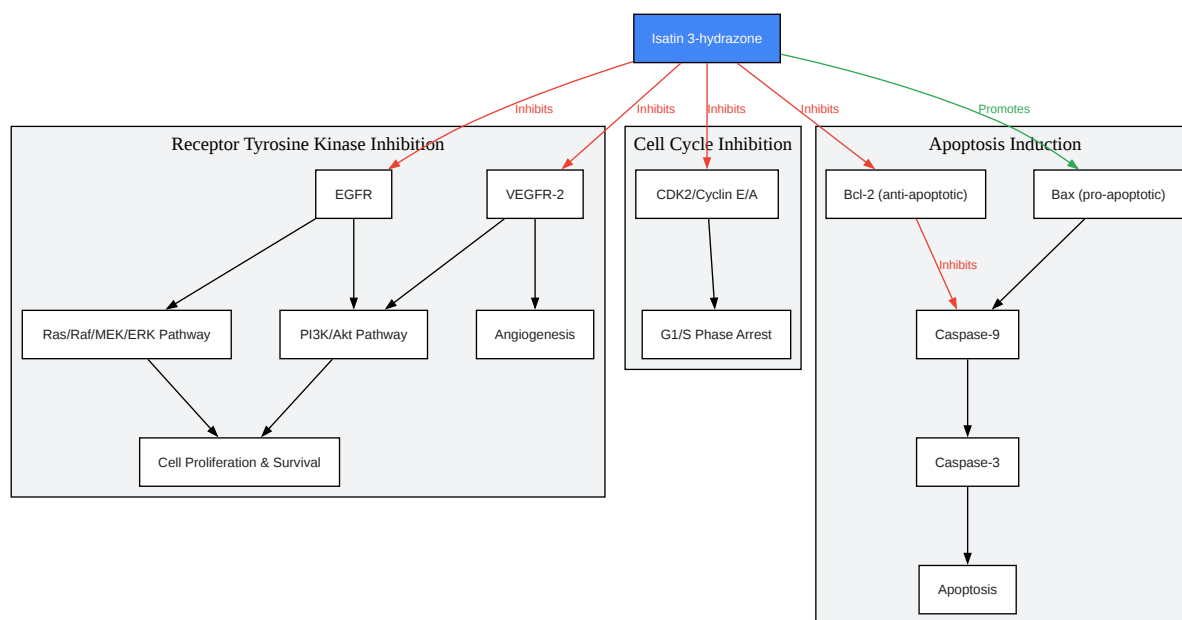 Isatin 3-hydrazone
Inhibits
Inhibits
Inhibits
Inhibits
Promotes
Receptor Tyrosine Kinase Inhibition
Cell Cycle Inhibition
Apoptosis Induction
EGFR
VEGFR-2
CDK2/Cyclin E/A
Bcl-2 (anti-apoptotic)
Bax (pro-apoptotic)
Inhibits
Ras/Raf/MEK/ERK Pathway
PI3K/Akt Pathway
Angiogenesis
G1/S Phase Arrest
Caspase-9
Cell Proliferation & Survival
Caspase-3
Apoptosis